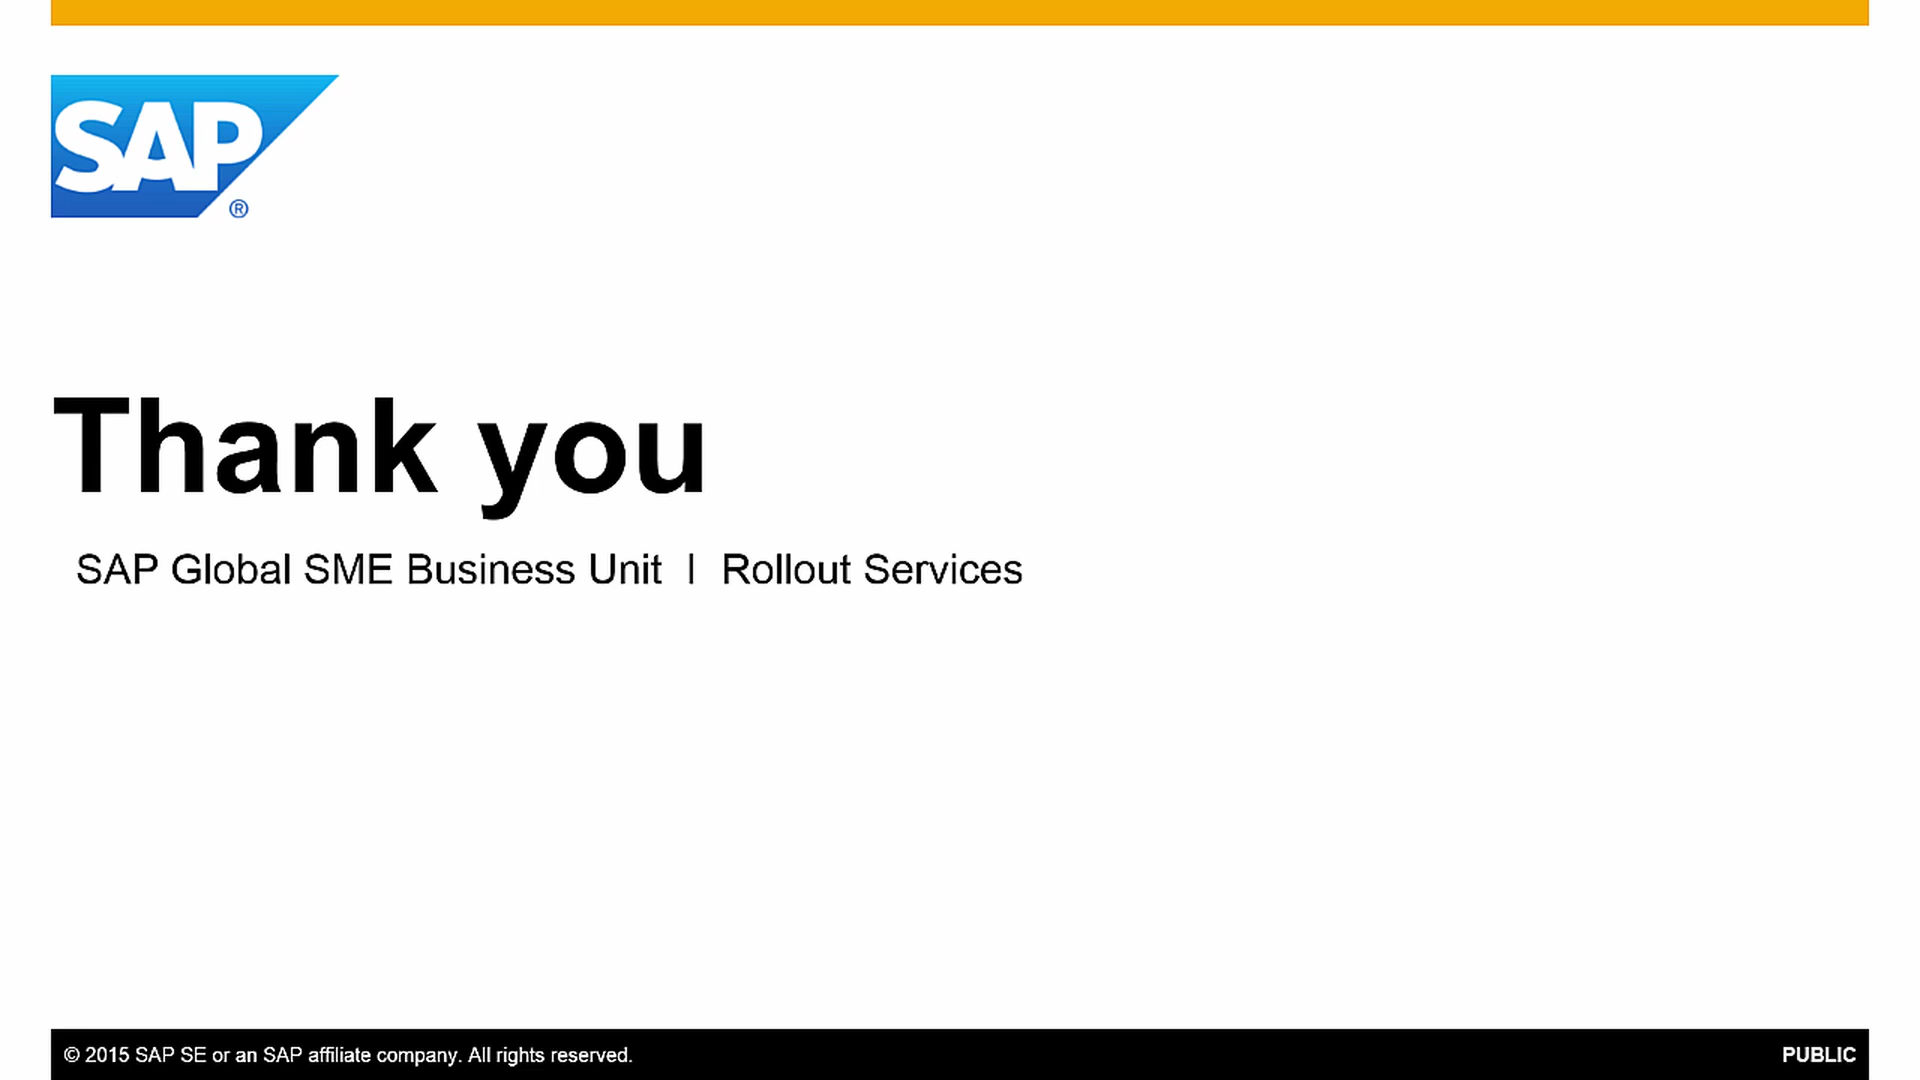 SAP®
Thank you
SAP Global SME Business Unit | Rollout Services
© 2015 SAP SE or an SAP affiliate company. All rights reserved.
PUBLIC